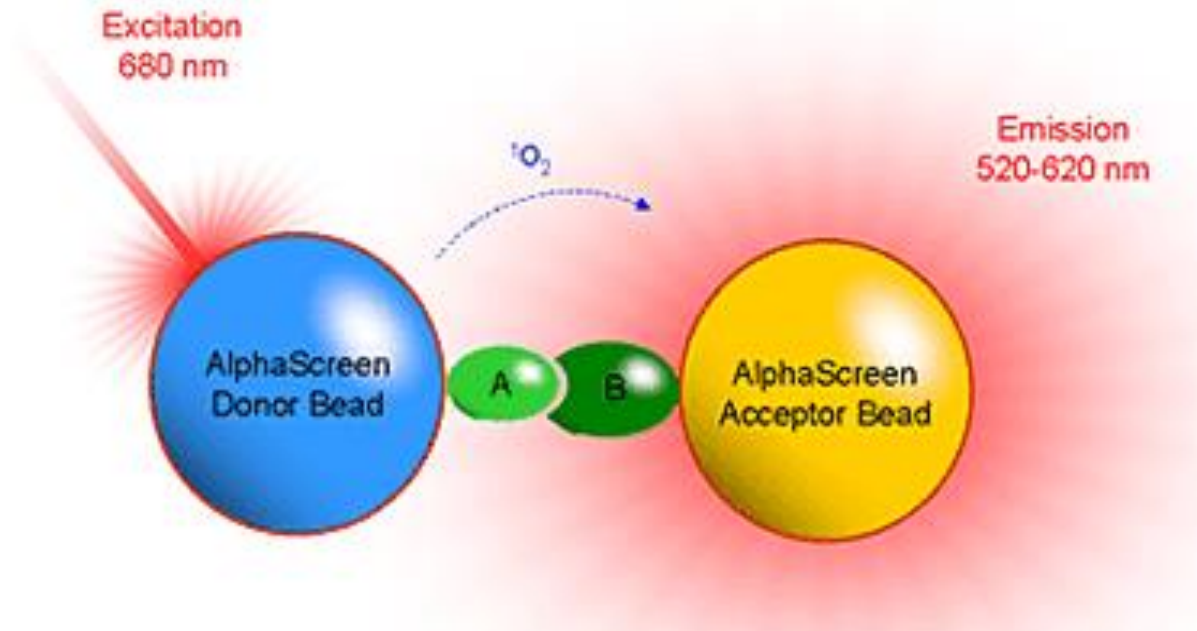 Excitation
680 nm
¹O₂
Emission
520-620 nm
AlphaScreen
Donor Bead
A
B
AlphaScreen
Acceptor Bead